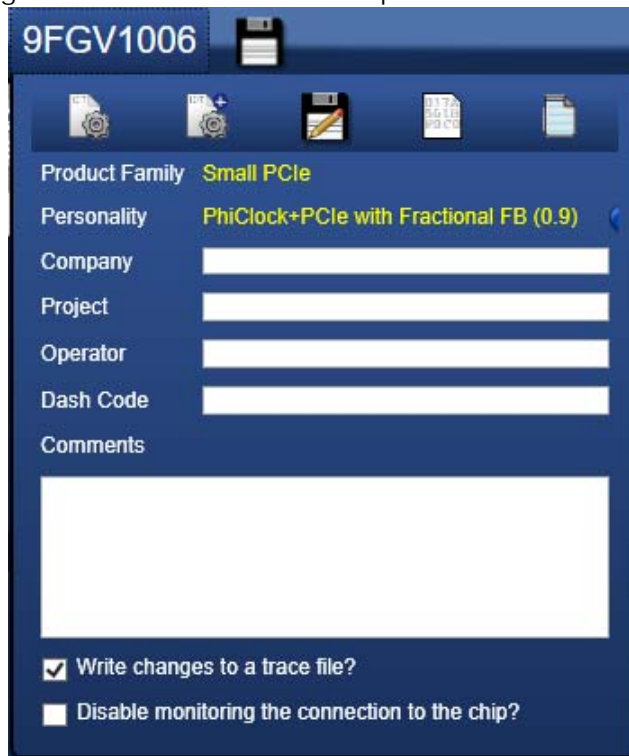 9FGV1006
Product Family Small PCIe
Personality PhiClock+PCIe with Fractional FB (0.9)
Company
Project
Operator
Dash Code
Comments
Write changes to a trace file?
Disable monitoring the connection to the chip?